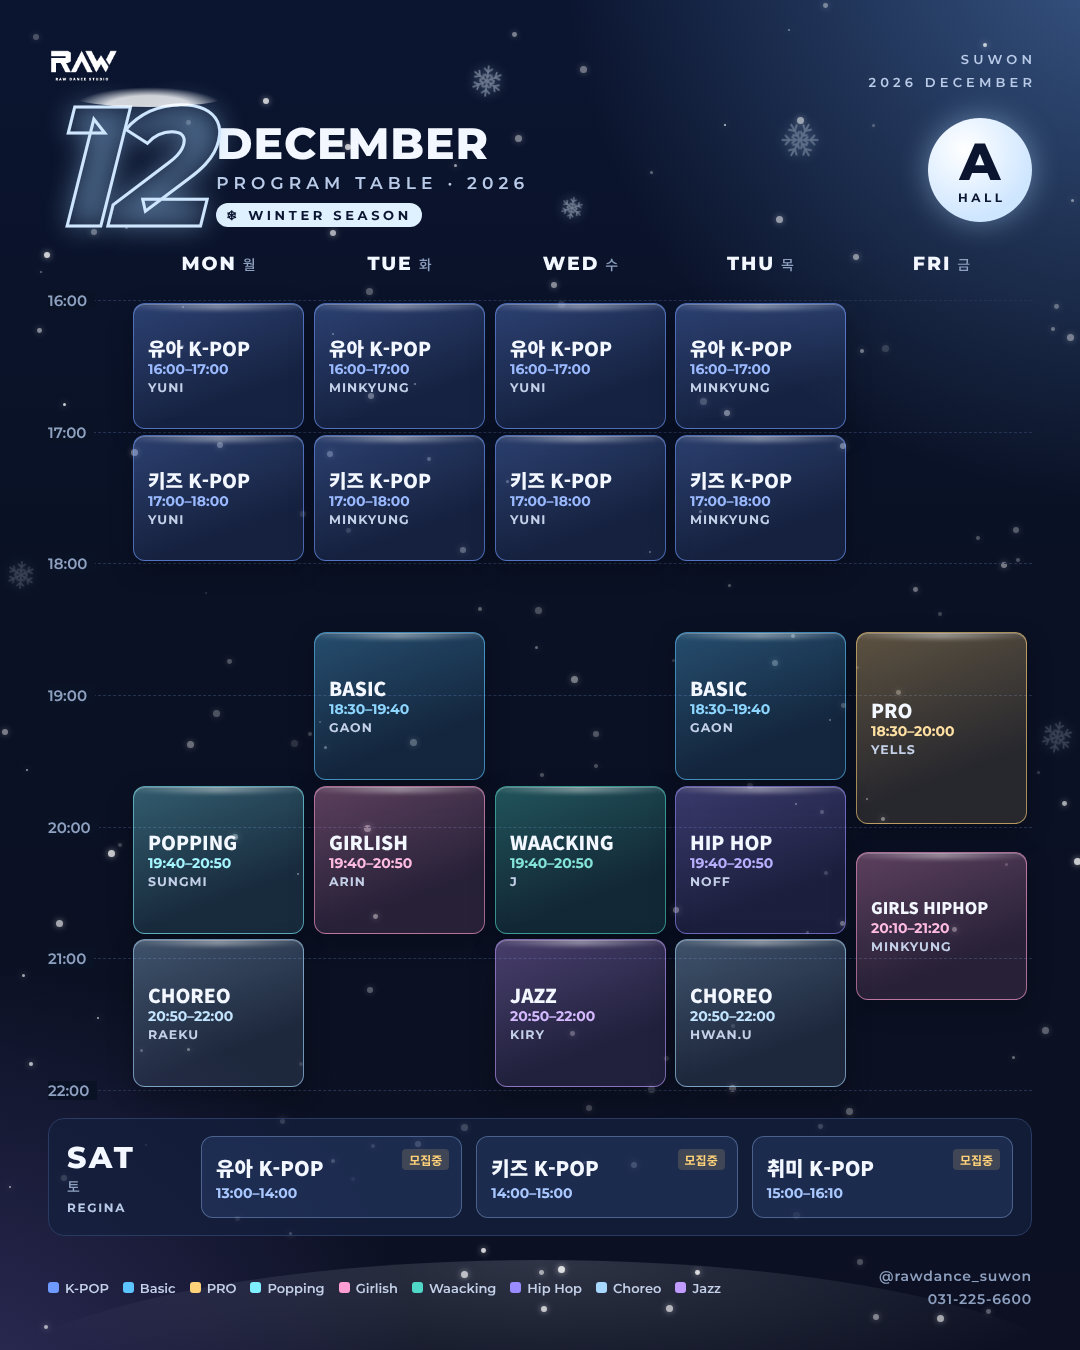 RAW
RAW DANCE STUDIO
SUWON
2026 DECEMBER
12
DECEMBER
PROGRAM TABLE · 2026
❄ WINTER SEASON
A
HALL
MON 월
TUE 화
WED 수
THU 목
FRI 금
16:00
유아 K-POP
16:00–17:00
YUNI
유아 K-POP
16:00–17:00
MINKYUNG
유아 K-POP
16:00–17:00
YUNI
유아 K-POP
16:00–17:00
MINKYUNG
17:00
키즈 K-POP
17:00–18:00
YUNI
키즈 K-POP
17:00–18:00
MINKYUNG
키즈 K-POP
17:00–18:00
YUNI
키즈 K-POP
17:00–18:00
MINKYUNG
18:00
BASIC
18:30–19:40
GAON
BASIC
18:30–19:40
GAON
PRO
18:30–20:00
YELLS
19:00
POPPING
19:40–20:50
SUNGMI
GIRLISH
19:40–20:50
ARIN
WAACKING
19:40–20:50
J
HIP HOP
19:40–20:50
NOFF
20:00
GIRLS HIPHOP
20:10–21:20
MINKYUNG
21:00
CHOREO
20:50–22:00
RAEKU
JAZZ
20:50–22:00
KIRY
CHOREO
20:50–22:00
HWAN.U
22:00
SAT
토
REGINA
유아 K-POP
모집중
13:00–14:00
키즈 K-POP
모집중
14:00–15:00
취미 K-POP
모집중
15:00–16:10
K-POP
Basic
PRO
Popping
Girlish
Waacking
Hip Hop
Choreo
Jazz
@rawdance_suwon
031-225-6600